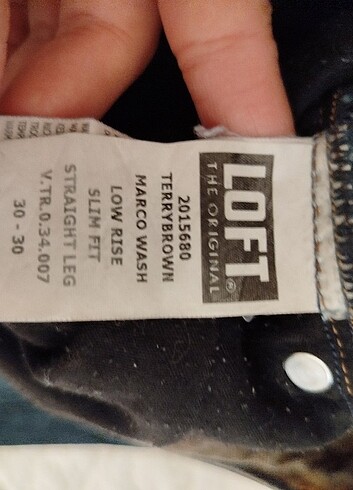 LOFT®
THE ORIGINAL
2015680
TERRYBROWN
MARCO WASH
LOW RISE
SLIM FIT
STRAIGHT LEG
V.TR.0.34.007
30 - 30